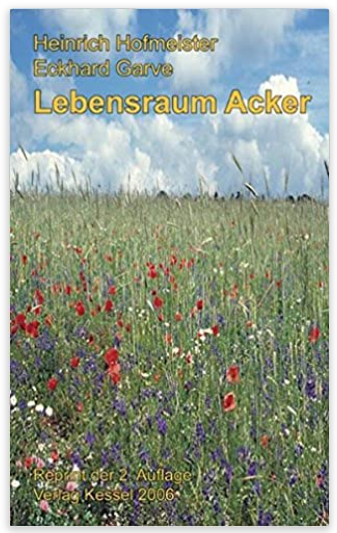 Heinrich Hofmeister
Eckhard Garve
Lebensraum Acker
Reprint der 2. Auflage
Verlag Kessel 2006